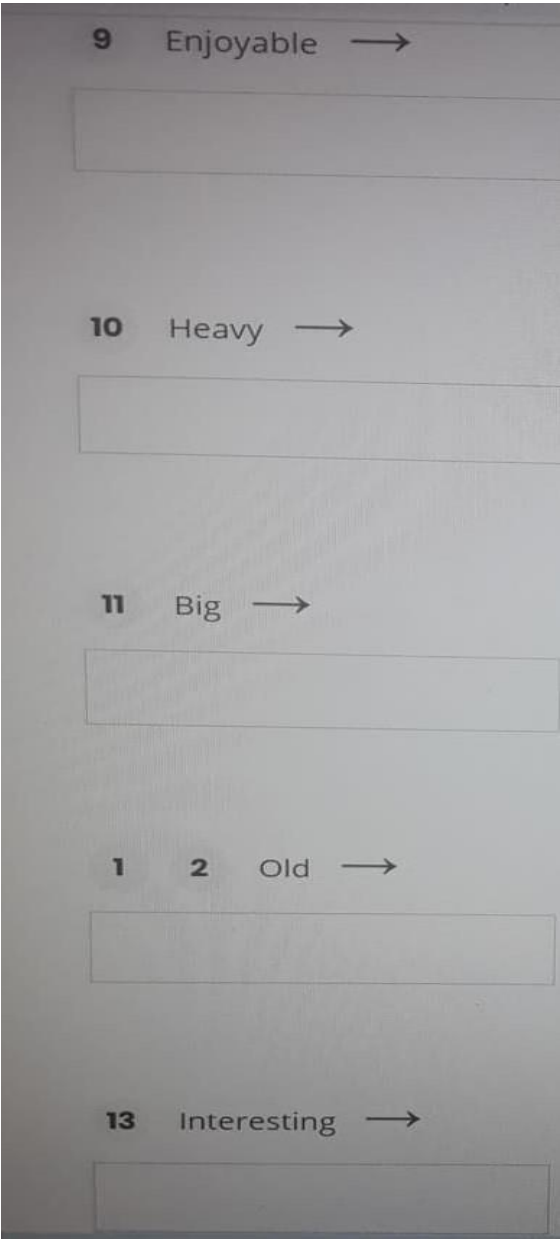 9 Enjoyable →
10 Heavy →
11 Big →
1 2 Old →
13 Interesting →